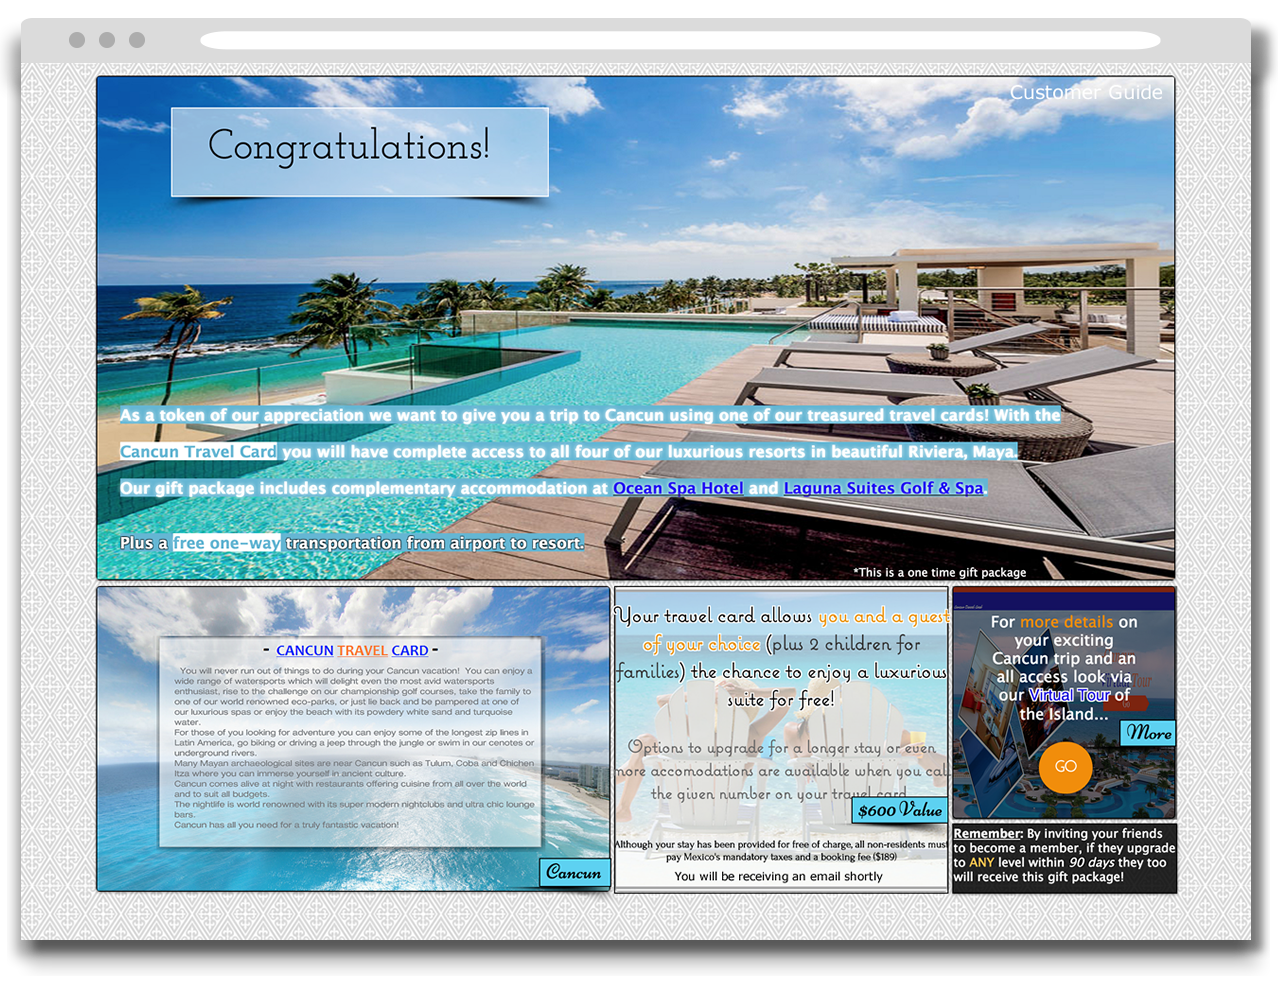 Customer Guide
Congratulations!
As a token of our appreciation we want to give you a trip to Cancun using one of our treasured travel cards! With the
Cancun Travel Card you will have complete access to all four of our luxurious resorts in beautiful Riviera, Maya.
Our gift package includes complementary accommodation at Ocean Spa Hotel and Laguna Suites Golf & Spa.
Plus a free one-way transportation from airport to resort.
*This is a one time gift package
- CANCUN TRAVEL CARD -
You will never run out of things to do during your Cancun vacation! You can enjoy a
wide range of watersports which will delight even the most avid watersports
enthusiast, rise to the challenge on our championship golf courses, take the family to
one of our world renowned eco-parks, or just lie back and be pampered at one of
our luxurious spas or enjoy the beach with its powdery white sand and turquoise
water.
For those of you looking for adventure you can enjoy some of the longest zip lines in
Latin America, go biking or driving a jeep through the jungle or swim in our cenotes or
underground rivers.
Many Mayan archaeological sites are near Cancun such as Tulum, Coba and Chichen
Itza where you can immense yourself in ancient culture.
Cancun comes alive at night with restaurants offering cuisine from all over the world
and to suit all budgets.
The nightlife is world renowned with its super modern nightclubs and ultra chic lounge
bars.
Cancun has all you need for a truly fantastic vacation!
Cancun
Your travel card allows you and a guest
of your choice (plus 2 children for
families) the chance to enjoy a luxurious
suite for free!
Options to upgrade for a longer stay or even
more accomodations are available when you call
the given number on your travel card
$600 Value
Although your stay has been provided for free of charge, all non-residents must
pay Mexico's mandatory taxes and a booking fee ($189)
You will be receiving an email shortly
Cancun Travel Card
For more details on
your exciting
Cancun trip and an
all access look via
our Virtual Tour of
the Island...
More
GO
Remember: By inviting your friends
to become a member, if they upgrade
to ANY level within 90 days they too
will receive this gift package!